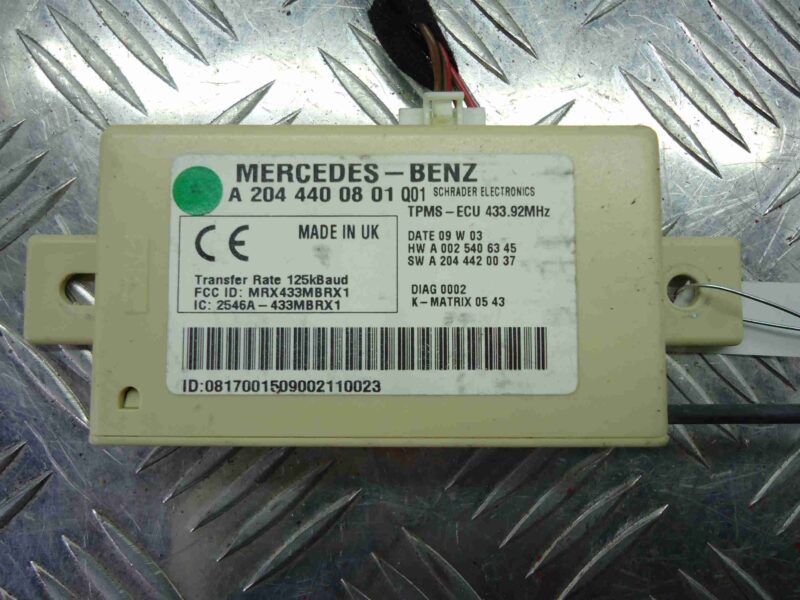 MERCEDES-BENZ
A 204 440 08 01 Q01 SCHRADER ELECTRONICS
TPMS-ECU 433.92MHz
CE MADE IN UK
DATE 09 W 03
HW A 002 540 63 45
SW A 204 442 00 37
Transfer Rate 125kBaud
FCC ID: MRX433MBRX1
IC: 2546A-433MBRX1
DIAG 0002
K-MATRIX 05 43
ID:0817001509002110023